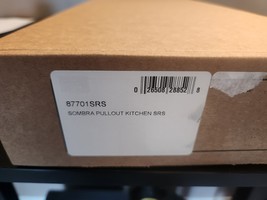 0 26508 28852 8
87701SRS
SOMBRA PULLOUT KITCHEN SRS